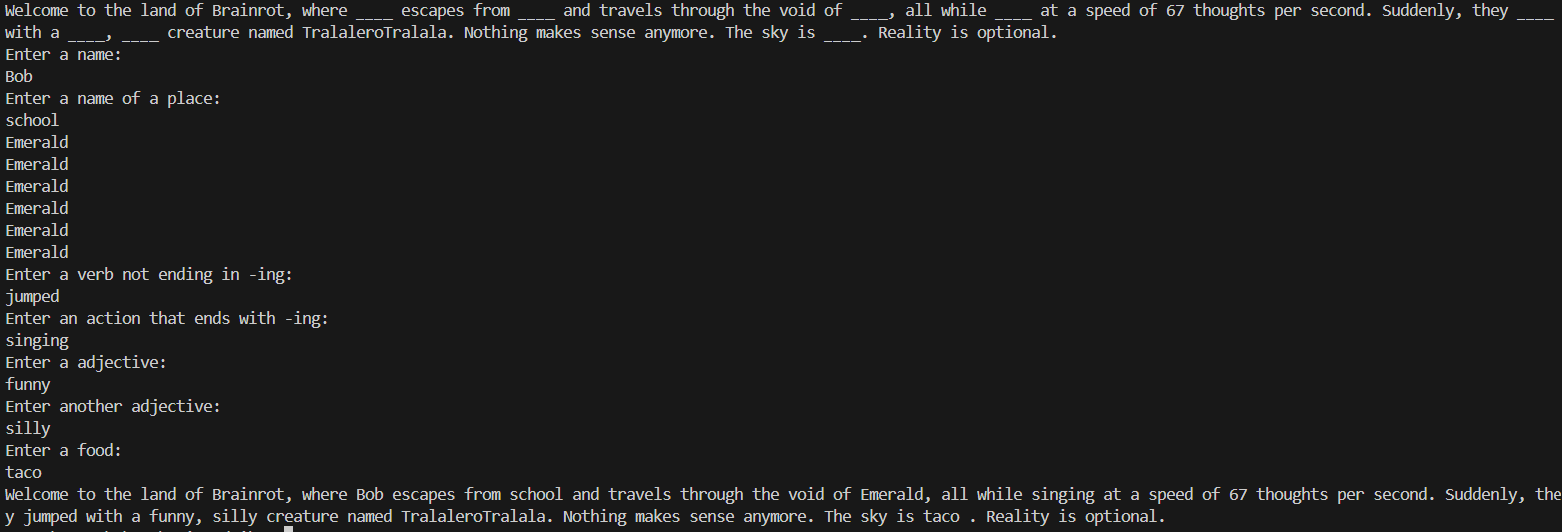 Welcome to the land of Brainrot, where ____ escapes from ____ and travels through the void of ____, all while ____ at a speed of 67 thoughts per second. Suddenly, they ____
with a ____, ____ creature named TralaleroTralala. Nothing makes sense anymore. The sky is ____. Reality is optional.
Enter a name:
Bob
Enter a name of a place:
school
Emerald
Emerald
Emerald
Emerald
Emerald
Emerald
Enter a verb not ending in -ing:
jumped
Enter an action that ends with -ing:
singing
Enter a adjective:
funny
Enter another adjective:
silly
Enter a food:
taco
Welcome to the land of Brainrot, where Bob escapes from school and travels through the void of Emerald, all while singing at a speed of 67 thoughts per second. Suddenly, the
y jumped with a funny, silly creature named TralaleroTralala. Nothing makes sense anymore. The sky is taco . Reality is optional.